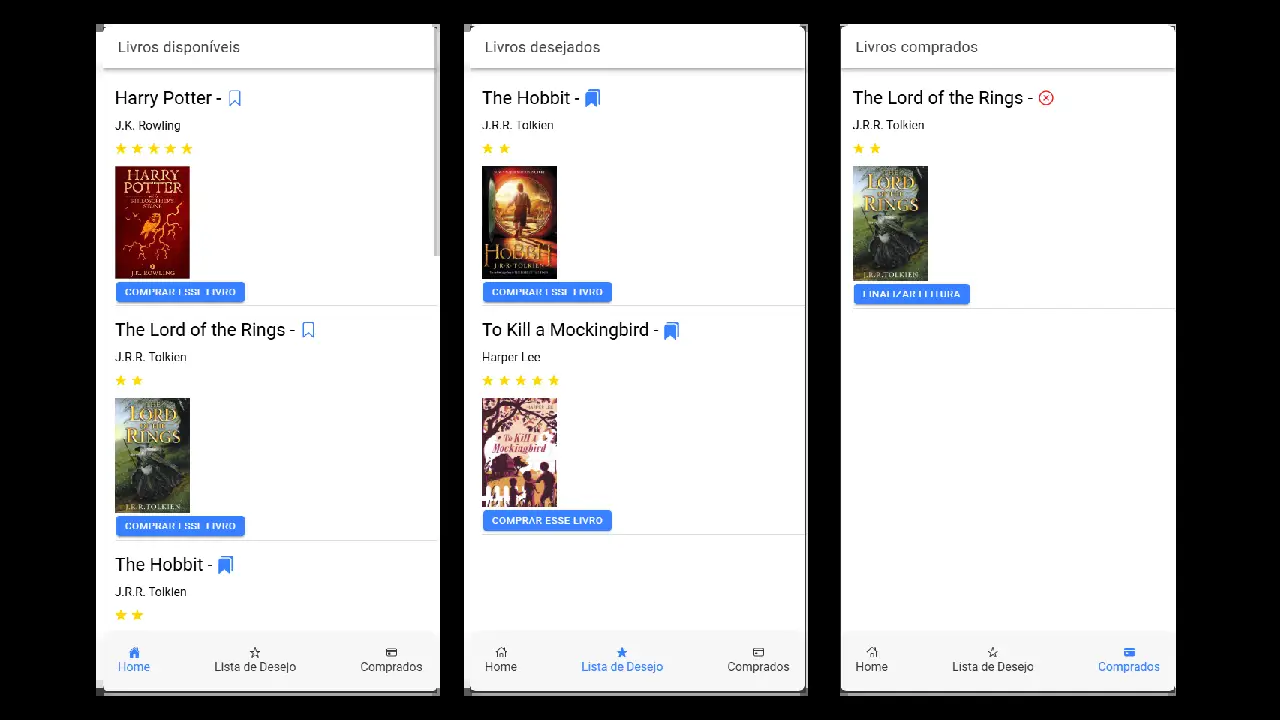 Livros disponíveis
Harry Potter -
J.K. Rowling
HARRY
POTTER
J.K. ROWLING
COMPRAR ESSE LIVRO
The Lord of the Rings -
J.R.R. Tolkien
THE
LORD
OF THE
RINGS
J.R.R. TOLKIEN
COMPRAR ESSE LIVRO
The Hobbit -
J.R.R. Tolkien
Home
Lista de Desejo
Comprados
Livros desejados
The Hobbit -
J.R.R. Tolkien
HOBBIT
J.R.R. TOLKIEN
COMPRAR ESSE LIVRO
To Kill a Mockingbird -
Harper Lee
HARPER LEE
To Kill A
Mockingbird
COMPRAR ESSE LIVRO
Home
Lista de Desejo
Comprados
Livros comprados
The Lord of the Rings -
J.R.R. Tolkien
THE
LORD
OF THE
RINGS
J.R.R. TOLKIEN
FINALIZAR LEITURA
Home
Lista de Desejo
Comprados